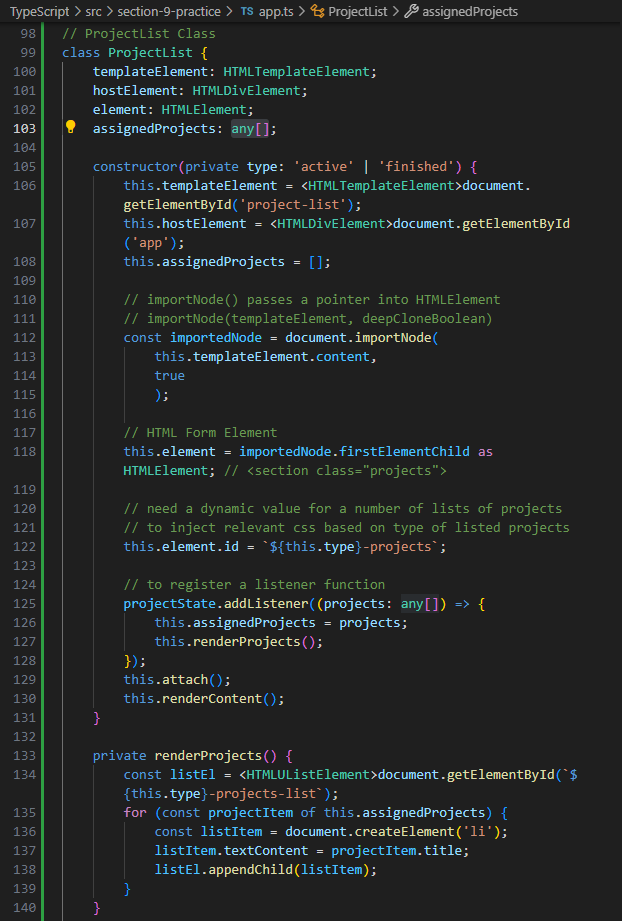 TypeScript > src > section-9-practice > TS app.ts > ProjectList > assignedProjects
98 // ProjectList Class
99 class ProjectList {
100 templateElement: HTMLTemplateElement;
101 hostElement: HTMLDivElement;
102 element: HTMLElement;
103 assignedProjects: any[];
104
105 constructor(private type: 'active' | 'finished') {
106 this.templateElement = <HTMLTemplateElement>document.
getElementById('project-list');
107 this.hostElement = <HTMLDivElement>document.getElementById
('app');
108 this.assignedProjects = [];
109
110 // importNode() passes a pointer into HTMLElement
111 // importNode(templateElement, deepCloneBoolean)
112 const importedNode = document.importNode(
113 this.templateElement.content,
114 true
115 );
116
117 // HTML Form Element
118 this.element = importedNode.firstElementChild as
HTMLElement; // <section class="projects">
119
120 // need a dynamic value for a number of lists of projects
121 // to inject relevant css based on type of listed projects
122 this.element.id = `${this.type}-projects`;
123
124 // to register a listener function
125 projectState.addListener((projects: any[]) => {
126 this.assignedProjects = projects;
127 this.renderProjects();
128 });
129 this.attach();
130 this.renderContent();
131 }
132
133 private renderProjects() {
134 const listEl = <HTMLUListElement>document.getElementById(`$
{this.type}-projects-list`);
135 for (const projectItem of this.assignedProjects) {
136 const listItem = document.createElement('li');
137 listItem.textContent = projectItem.title;
138 listEl.appendChild(listItem);
139 }
140 }